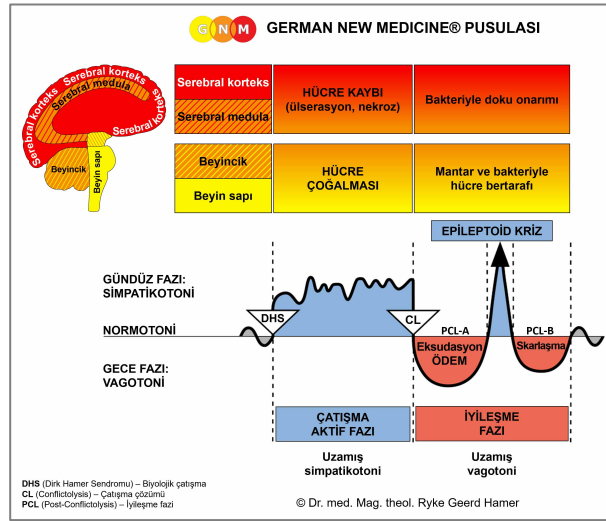 G N M GERMAN NEW MEDICINE® PUSULASI
Serebral korteks
Serebral korteks
Serebral korteks
Serebral korteks
Serebral medula
Beyincik
Beyin sapı
Serebral korteks
Serebral medula
HÜCRE KAYBI
(ülserasyon, nekroz)
Bakteriyle doku onarımı
Beyincik
Beyin sapı
HÜCRE
ÇOĞALMASI
Mantar ve bakteriyle
hücre bertarafı
EPİLEPTOİD KRİZ
GÜNDÜZ FAZI:
SİMPATİKOTONİ
DHS
CL
NORMOTONİ
PCL-A
PCL-B
Eksudasyon
ÖDEM
Skarlaşma
GECE FAZI:
VAGOTONİ
ÇATIŞMA
AKTİF FAZI
İYİLEŞME
FAZI
Uzamış
simpatikotoni
Uzamış
vagotoni
DHS (Dirk Hamer Sendromu) – Biyolojik çatışma
CL (Conflictolysis) – Çatışma çözümü
PCL (Post-Conflictolysis) – İyileşme fazi
© Dr. med. Mag. theol. Ryke Geerd Hamer